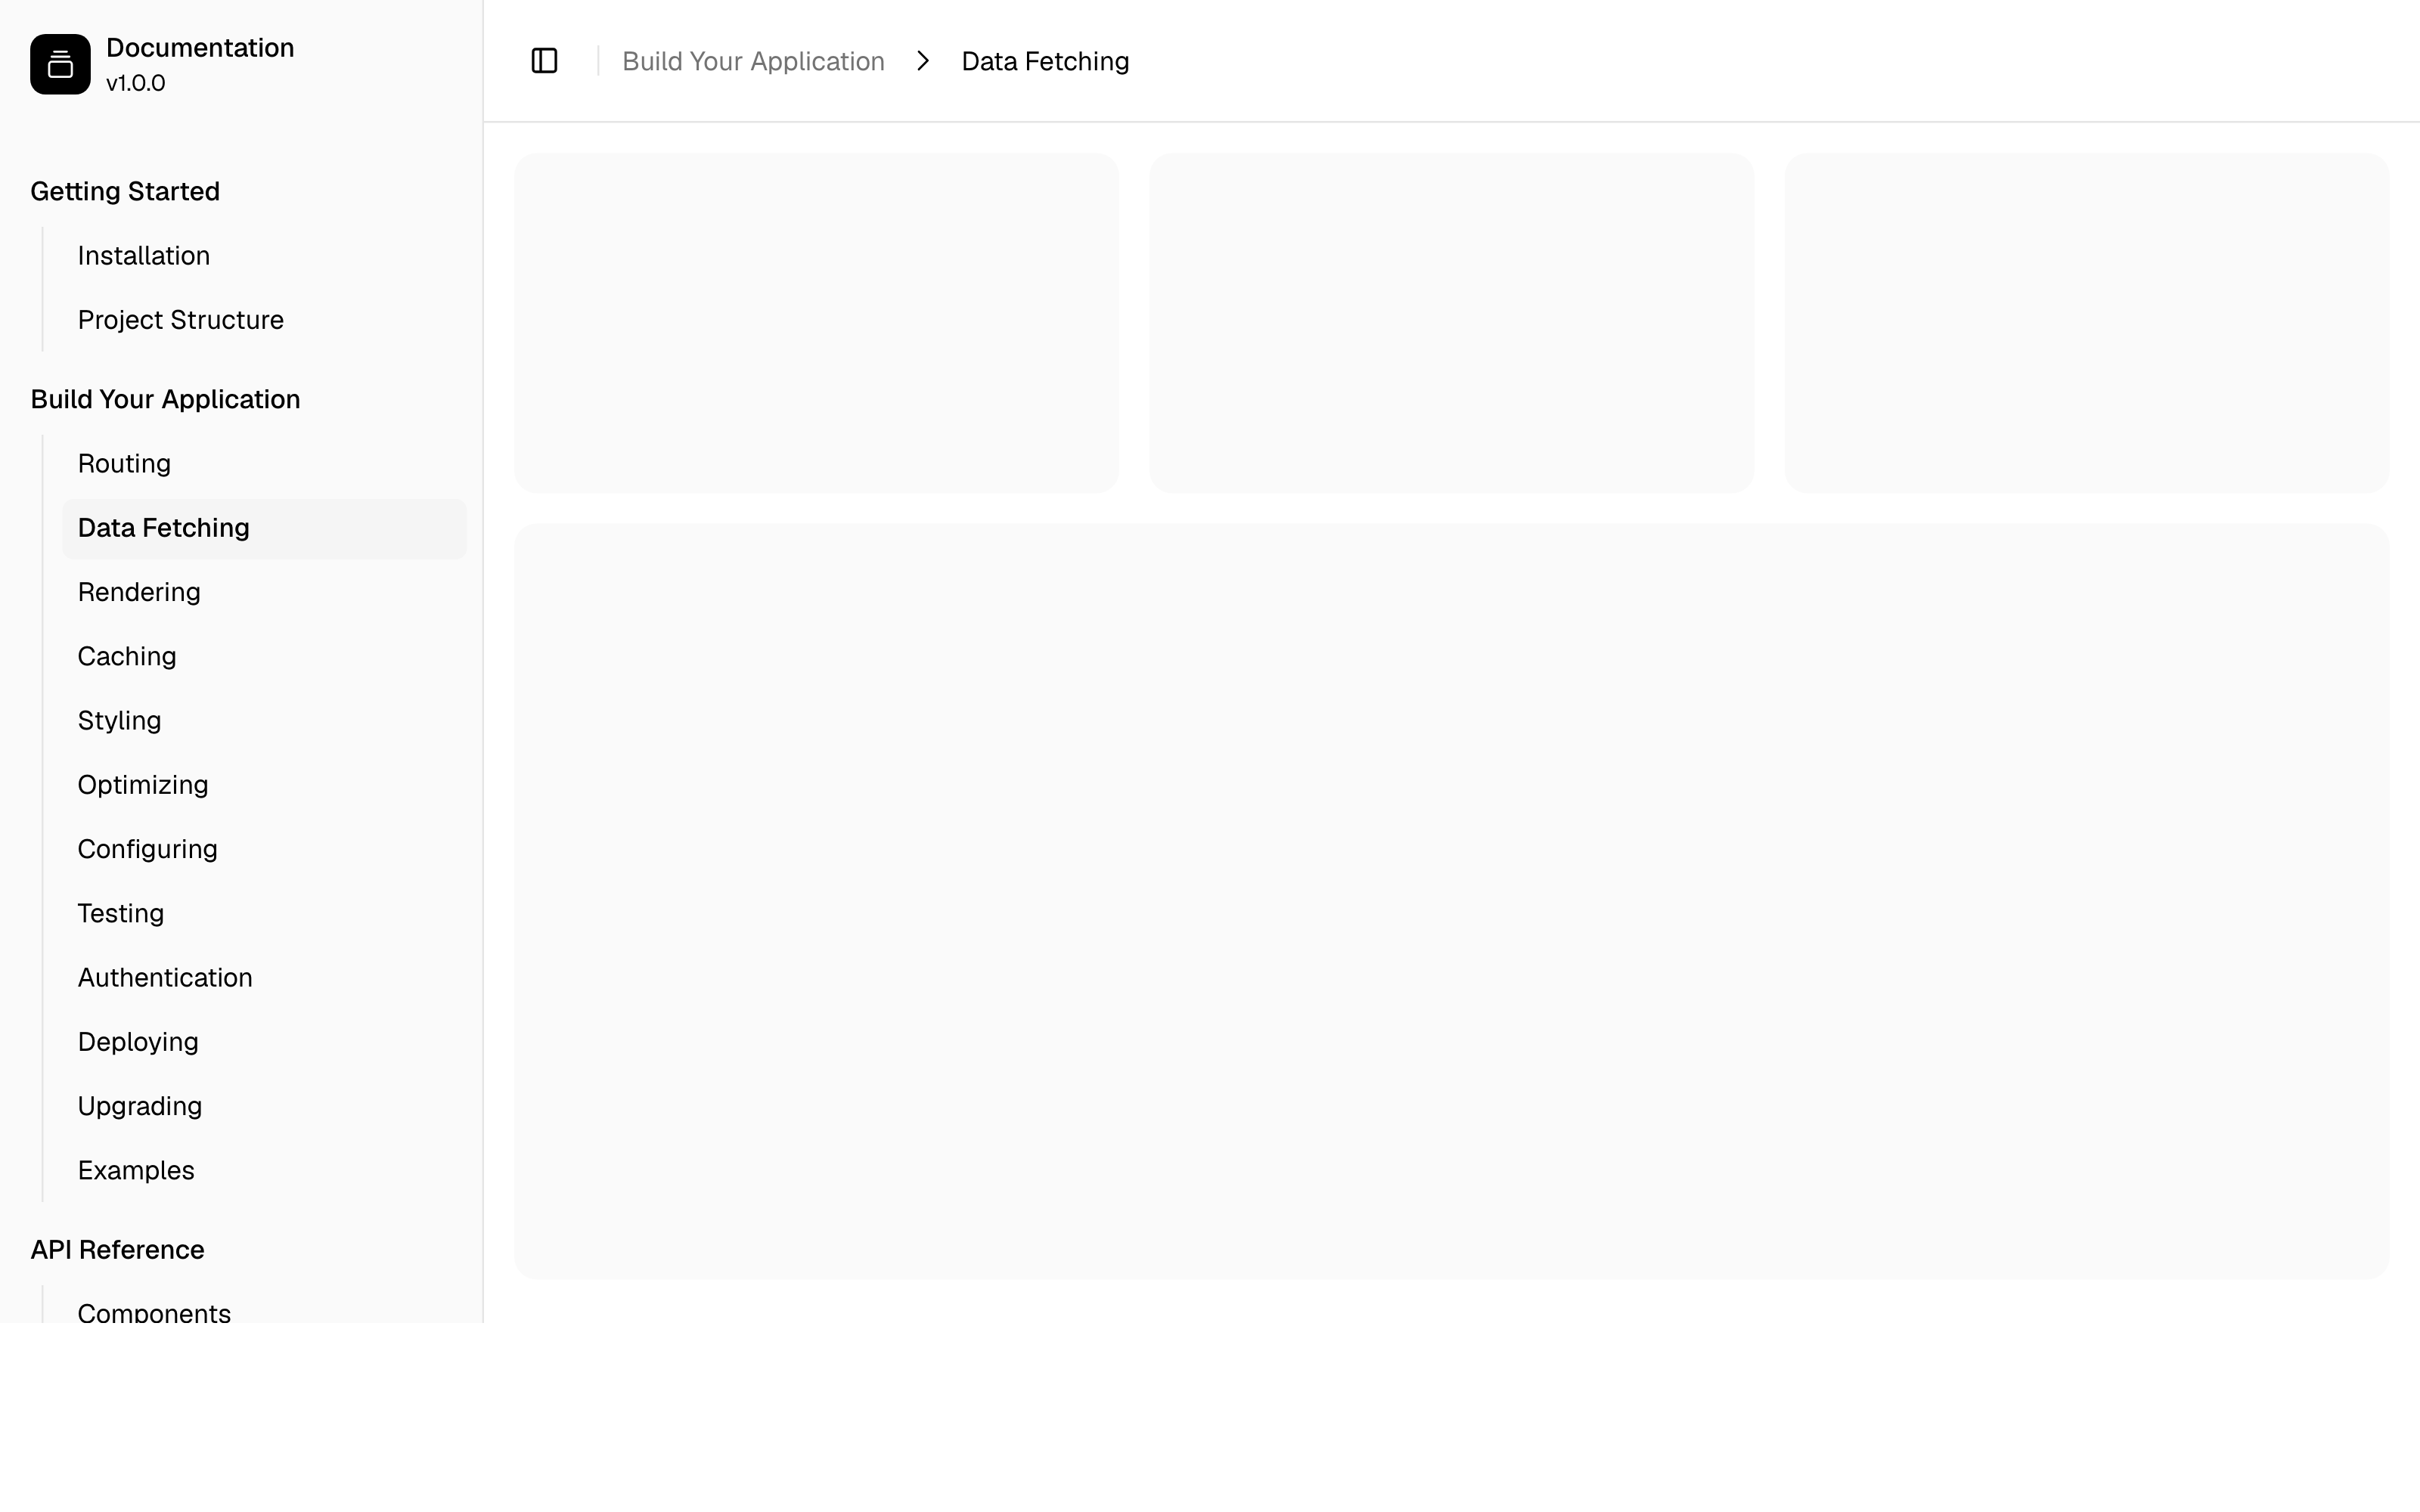 Documentation
v1.0.0
Getting Started
Installation
Project Structure
Build Your Application
Routing
Data Fetching
Rendering
Caching
Styling
Optimizing
Configuring
Testing
Authentication
Deploying
Upgrading
Examples
API Reference
Components
Build Your Application > Data Fetching